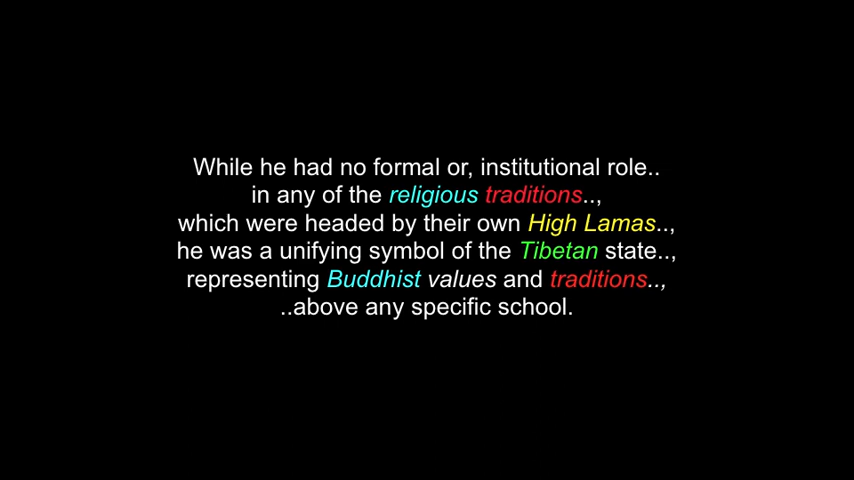 While he had no formal or, institutional role..
in any of the religious traditions..,
which were headed by their own High Lamas..,
he was a unifying symbol of the Tibetan state..,
representing Buddhist values and traditions..,
..above any specific school.